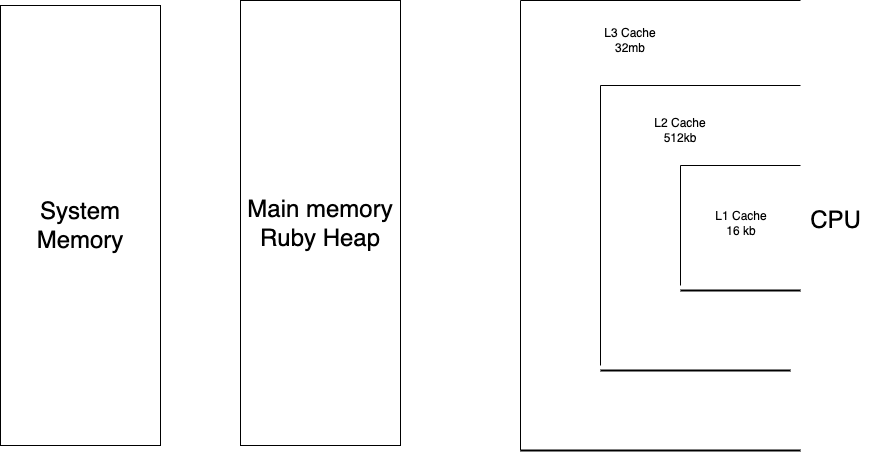 System
Memory
Main memory
Ruby Heap
L3 Cache
32mb
L2 Cache
512kb
L1 Cache
16 kb
CPU